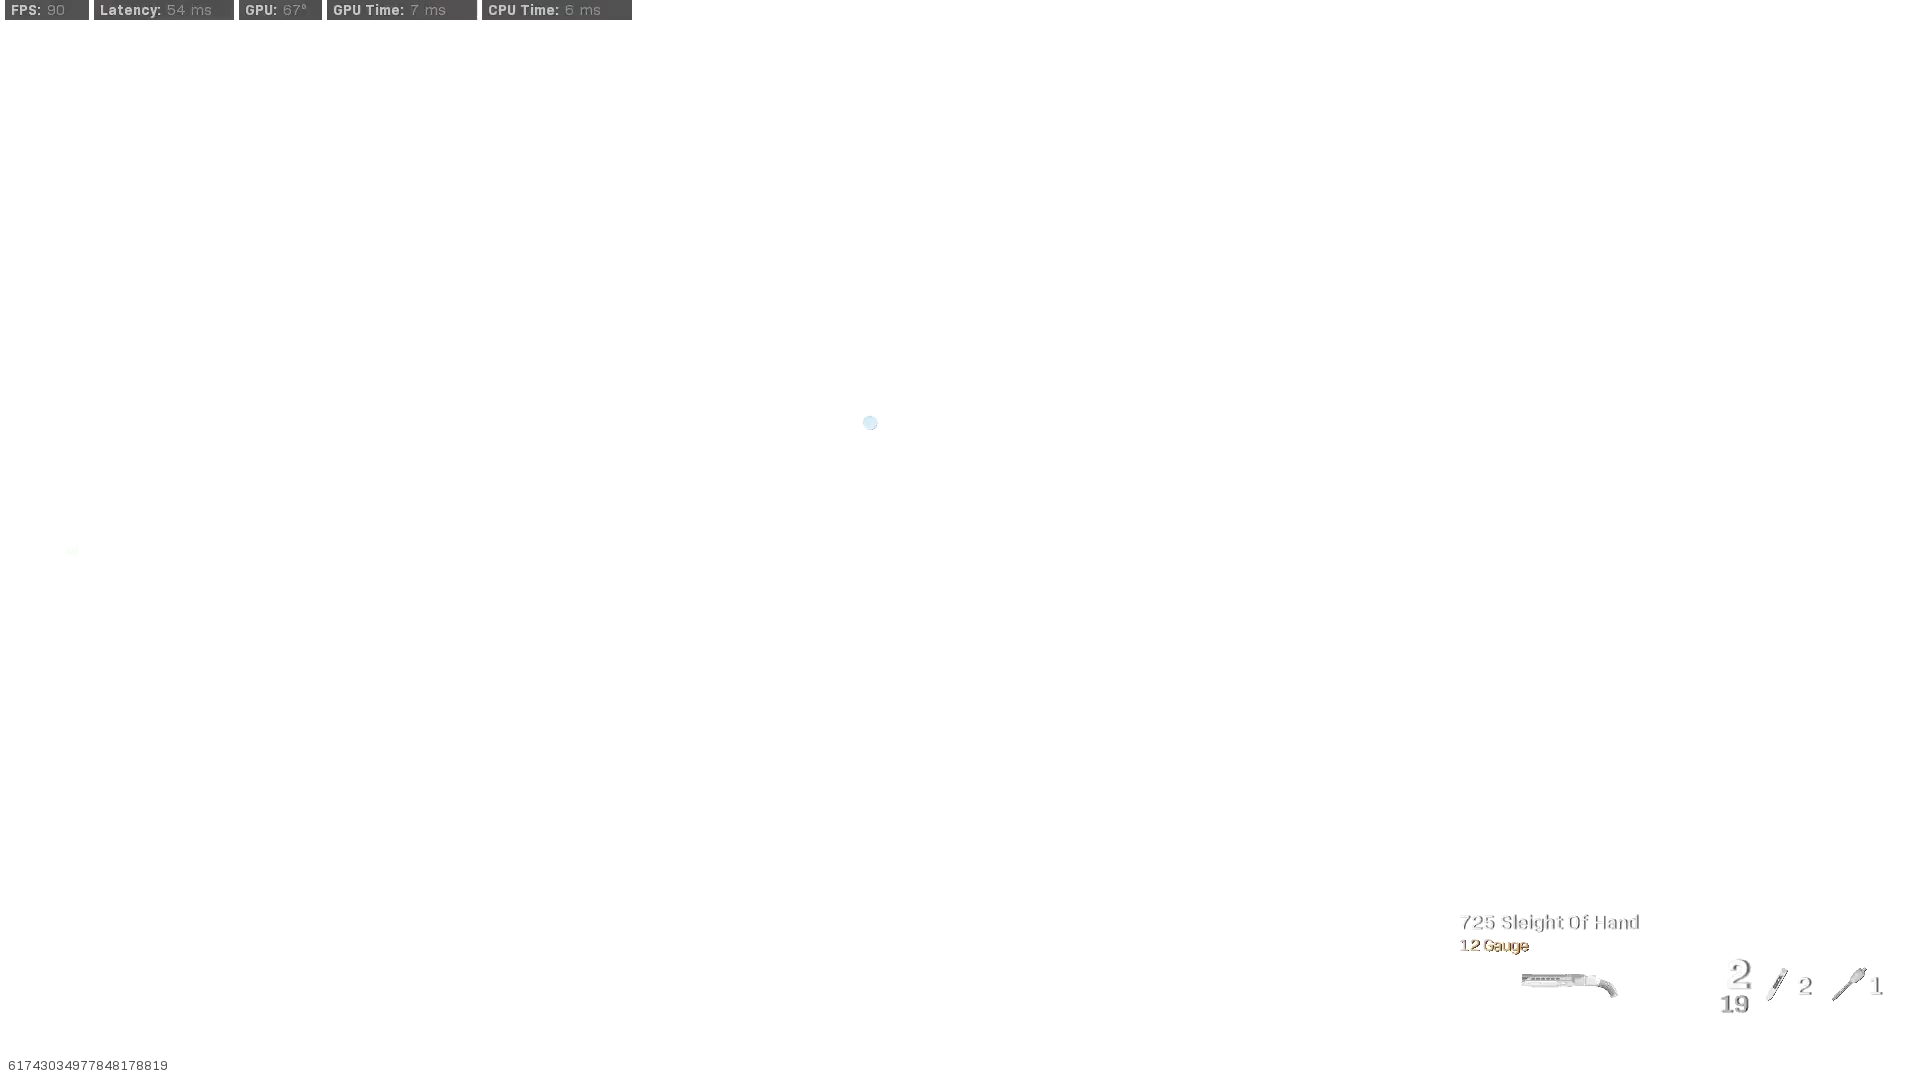 FPS: 90 Latency: 54 ms GPU: 67° GPU Time: 7 ms CPU Time: 6 ms
725 Sleight Of Hand
12 Gauge
2 2 1
19
61743034977848178819